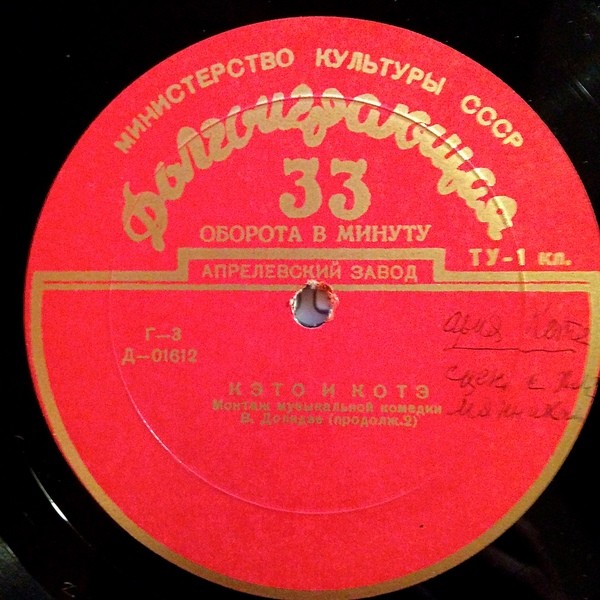 МИНИСТЕРСТВО КУЛЬТУРЫ СССР
Долгоиграющая
33
ОБОРОТА В МИНУТУ
ТУ-1 кл.
АПРЕЛЕВСКИЙ ЗАВОД
Г-3
Д-01612
КЭТО И КОТЭ
Монтаж музыкальной комедии
В. Долидзе (продолж.2)